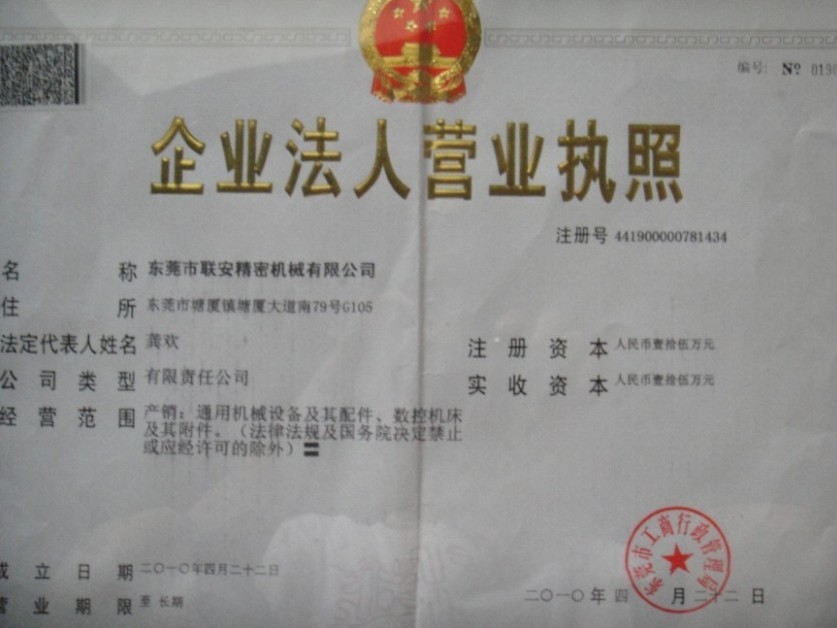 编号: № 0190
企业法人营业执照
注册号 441900000781434
名 称 东莞市联安精密机械有限公司
住 所 东莞市塘厦镇塘厦大道南79号G105
法定代表人姓名 龚欢
注 册 资 本 人民币壹拾伍万元
公 司 类 型 有限责任公司
实 收 资 本 人民币壹拾伍万元
经 营 范 围 产销：通用机械设备及其配件、数控机床
及其附件。（法律法规及国务院决定禁止
或应经许可的除外）〓
东莞市工商行政管理局
成 立 日 期 二〇一〇年四月二十二日
营 业 期 限 至 长期
二〇一〇 年 四 月 二十二 日